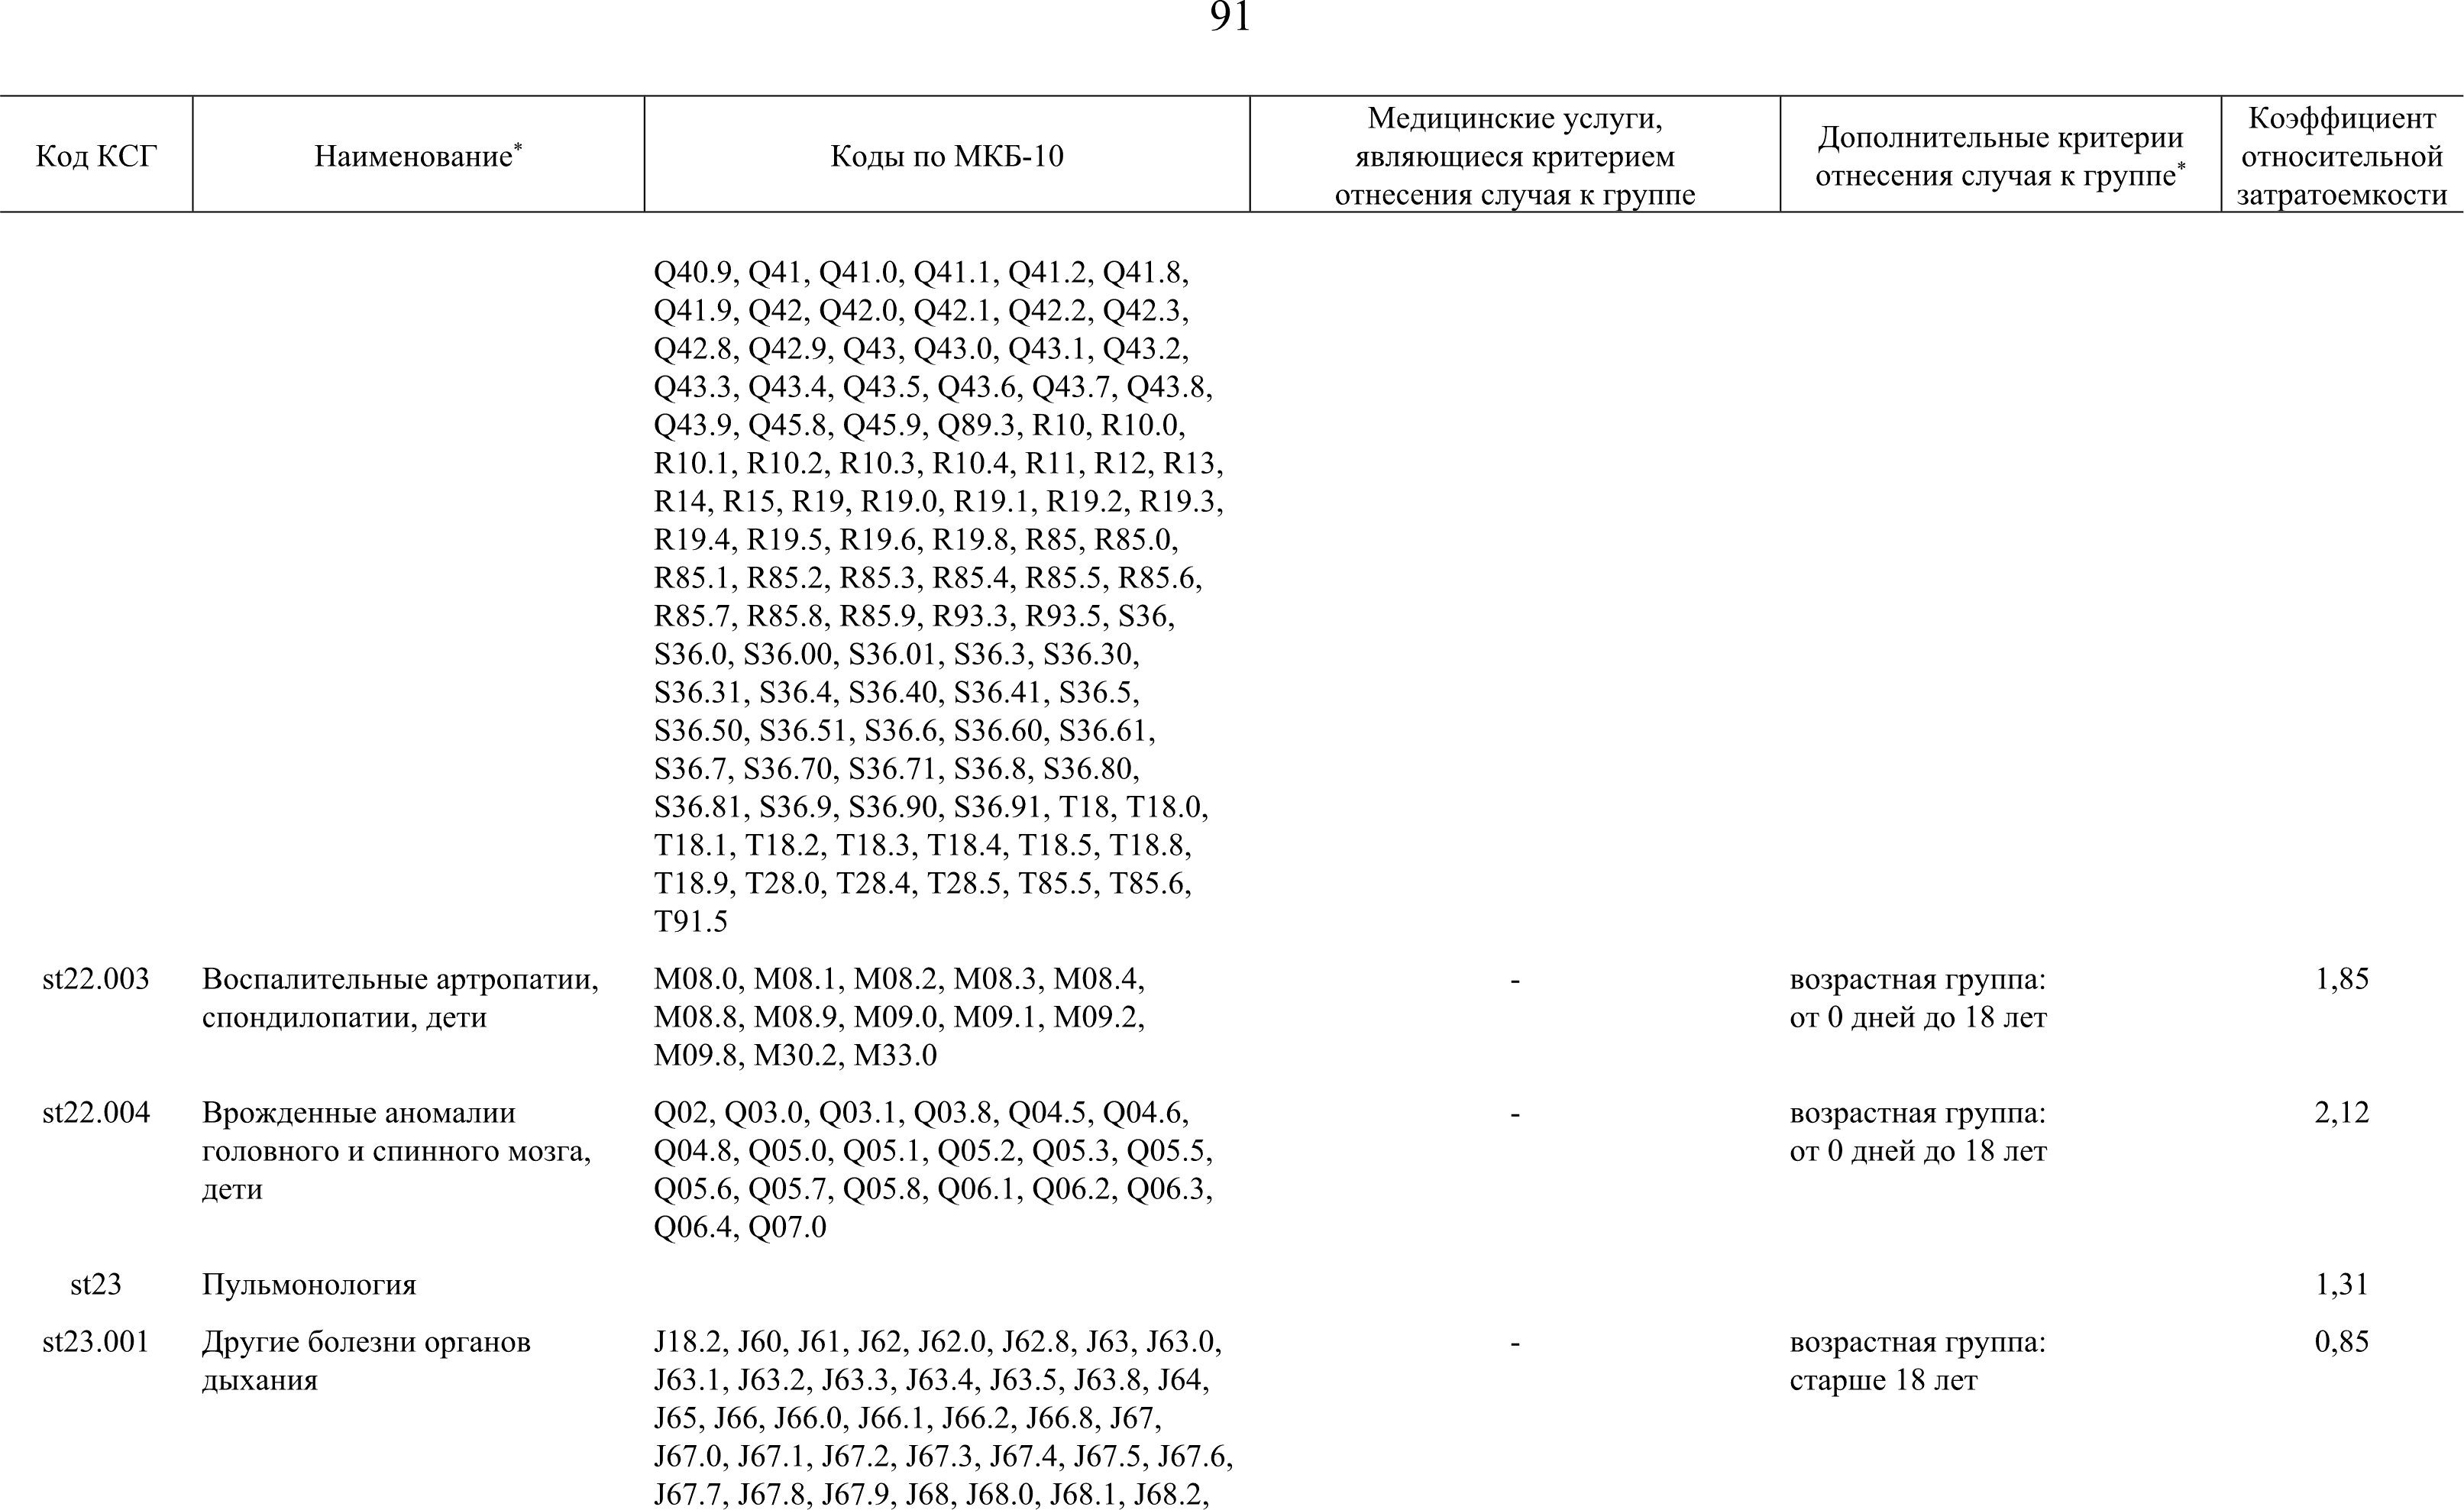 91
Код КСГ
Наименование*
Коды по МКБ-10
Медицинские услуги,
являющиеся критерием
отнесения случая к группе
Дополнительные критерии
отнесения случая к группе*
Коэффициент
относительной
затратоемкости
Q40.9, Q41, Q41.0, Q41.1, Q41.2, Q41.8,
Q41.9, Q42, Q42.0, Q42.1, Q42.2, Q42.3,
Q42.8, Q42.9, Q43, Q43.0, Q43.1, Q43.2,
Q43.3, Q43.4, Q43.5, Q43.6, Q43.7, Q43.8,
Q43.9, Q45.8, Q45.9, Q89.3, R10, R10.0,
R10.1, R10.2, R10.3, R10.4, R11, R12, R13,
R14, R15, R19, R19.0, R19.1, R19.2, R19.3,
R19.4, R19.5, R19.6, R19.8, R85, R85.0,
R85.1, R85.2, R85.3, R85.4, R85.5, R85.6,
R85.7, R85.8, R85.9, R93.3, R93.5, S36,
S36.0, S36.00, S36.01, S36.3, S36.30,
S36.31, S36.4, S36.40, S36.41, S36.5,
S36.50, S36.51, S36.6, S36.60, S36.61,
S36.7, S36.70, S36.71, S36.8, S36.80,
S36.81, S36.9, S36.90, S36.91, T18, T18.0,
T18.1, T18.2, T18.3, T18.4, T18.5, T18.8,
T18.9, T28.0, T28.4, T28.5, T85.5, T85.6,
T91.5
st22.003 Воспалительные артропатии, M08.0, M08.1, M08.2, M08.3, M08.4, - возрастная группа: 1,85
спондилопатии, дети M08.8, M08.9, M09.0, M09.1, M09.2, от 0 дней до 18 лет
M09.8, M30.2, M33.0
st22.004 Врожденные аномалии Q02, Q03.0, Q03.1, Q03.8, Q04.5, Q04.6, - возрастная группа: 2,12
головного и спинного мозга, Q04.8, Q05.0, Q05.1, Q05.2, Q05.3, Q05.5, от 0 дней до 18 лет
дети Q05.6, Q05.7, Q05.8, Q06.1, Q06.2, Q06.3,
Q06.4, Q07.0
st23 Пульмонология 1,31
st23.001 Другие болезни органов J18.2, J60, J61, J62, J62.0, J62.8, J63, J63.0, - возрастная группа: 0,85
дыхания J63.1, J63.2, J63.3, J63.4, J63.5, J63.8, J64, старше 18 лет
J65, J66, J66.0, J66.1, J66.2, J66.8, J67,
J67.0, J67.1, J67.2, J67.3, J67.4, J67.5, J67.6,
J67.7, J67.8, J67.9, J68, J68.0, J68.1, J68.2,